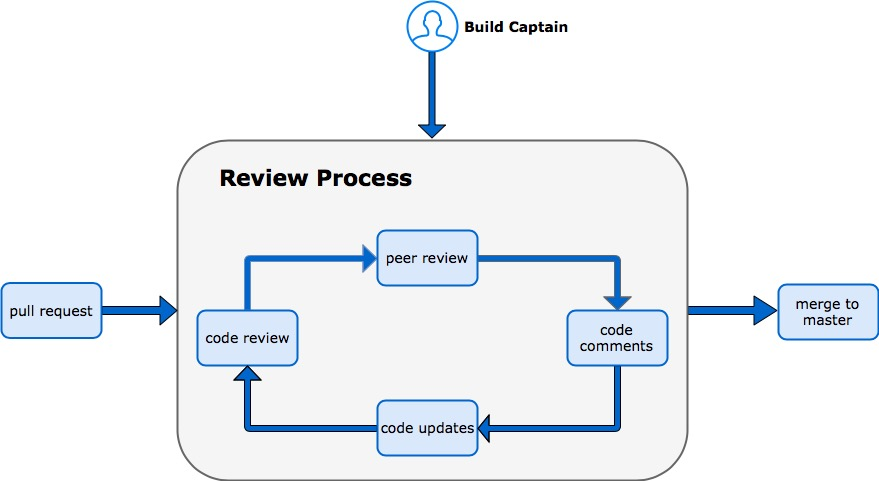 Build Captain
Review Process
peer review
pull request
code review
code
comments
merge to
master
code updates